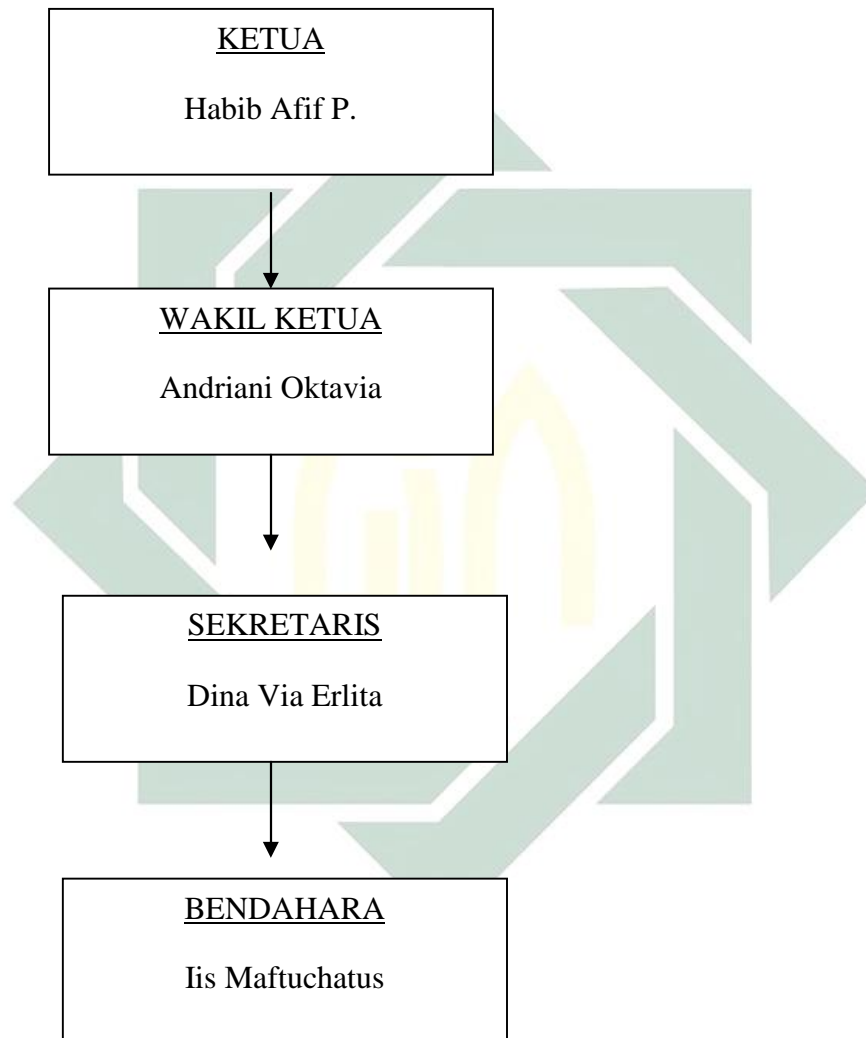 KETUA
Habib Afif P.
WAKIL KETUA
Andriani Oktavia
SEKRETARIS
Dina Via Erlita
BENDAHARA
Iis Maftuchatus